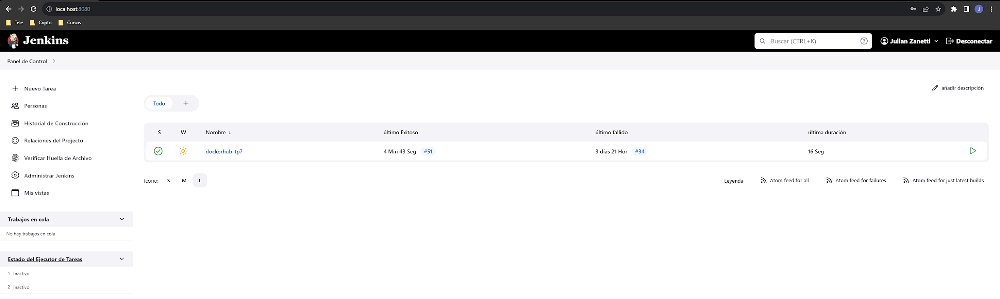 localhost:8080
Tele Cripto Cursos
Jenkins Buscar (CTRL+K) ? Julian Zanetti Desconectar J
Panel de Control
Nuevo Tarea
Personas
Historial de Construcción
Relaciones del Projecto
Verificar Huella de Archivo
Administrar Jenkins
Mis vistas
Trabajos en cola
No hay trabajos en cola
Estado del Ejecutor de Tareas
1 Inactivo
2 Inactivo
añadir descripción
Todo +
S W Nombre ↓ último Exitoso último fallido última duración
dockerhub-tp7 4 Min 43 Seg #51 3 días 21 Hor #34 16 Seg
Icono: S M L Leyenda Atom feed for all Atom feed for failures Atom feed for just latest builds